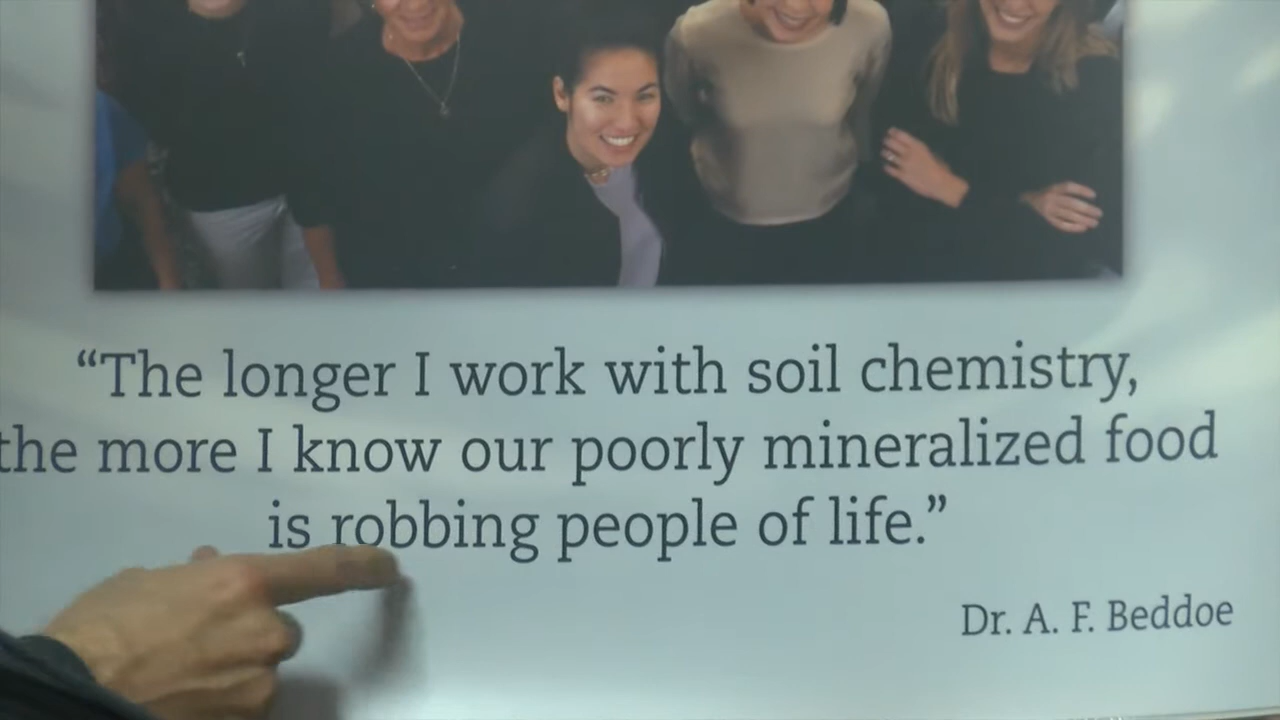 “The longer I work with soil chemistry,
the more I know our poorly mineralized food
is robbing people of life.”
Dr. A. F. Beddoe